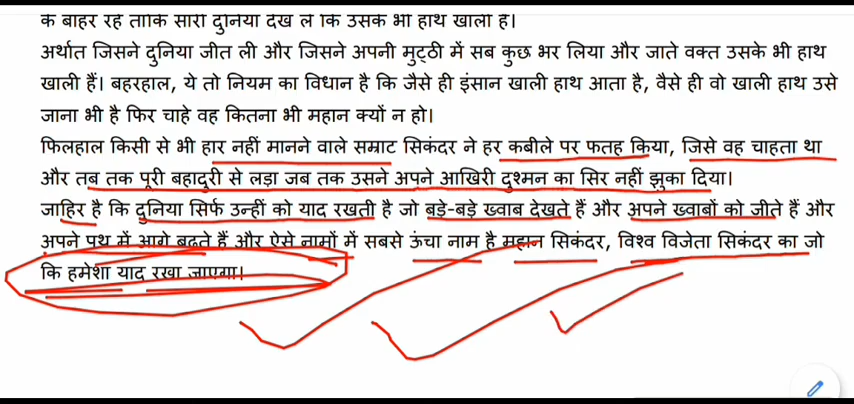 के बाहर रहे ताकि सारी दुनिया देख ले कि उसके भी हाथ खाली हैं।
अर्थात जिसने दुनिया जीत ली और जिसने अपनी मुट्ठी में सब कुछ भर लिया और जाते वक्त उसके भी हाथ
खाली हैं। बहरहाल, ये तो नियम का विधान है कि जैसे ही इंसान खाली हाथ आता है, वैसे ही वो खाली हाथ उसे
जाना भी है फिर चाहे वह कितना भी महान क्यों न हो।
फिलहाल किसी से भी हार नहीं मानने वाले सम्राट सिकंदर ने हर कबीले पर फतह किया, जिसे वह चाहता था
और तब तक पूरी बहादुरी से लड़ा जब तक उसने अपने आखिरी दुश्मन का सिर नहीं झुका दिया।
जाहिर है कि दुनिया सिर्फ उन्हीं को याद रखती है जो बड़े-बड़े ख्वाब देखते हैं और अपने ख्वाबों को जीते हैं और
अपने पथ में आगे बढ़ते हैं और ऐसे नामों में सबसे ऊंचा नाम है महान सिकंदर, विश्व विजेता सिकंदर का जो
कि हमेशा याद रखा जाएगा।